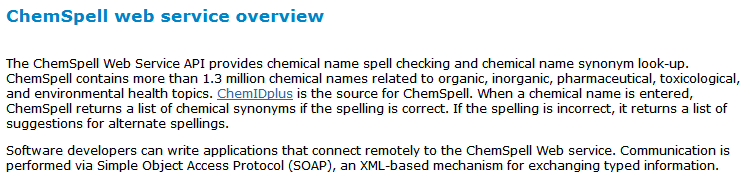 ChemSpell web service overview
The ChemSpell Web Service API provides chemical name spell checking and chemical name synonym look-up.
ChemSpell contains more than 1.3 million chemical names related to organic, inorganic, pharmaceutical, toxicological,
and environmental health topics. ChemIDplus is the source for ChemSpell. When a chemical name is entered,
ChemSpell returns a list of chemical synonyms if the spelling is correct. If the spelling is incorrect, it returns a list of
suggestions for alternate spellings.
Software developers can write applications that connect remotely to the ChemSpell Web service. Communication is
performed via Simple Object Access Protocol (SOAP), an XML-based mechanism for exchanging typed information.